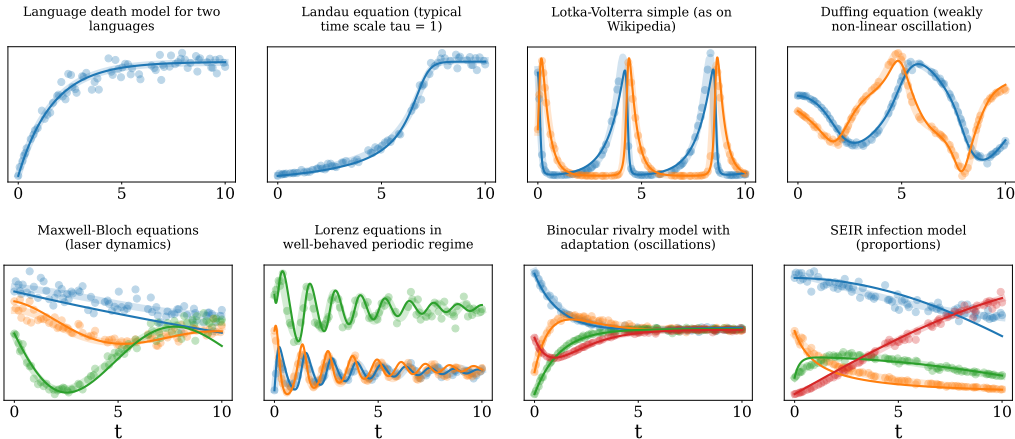 Language death model for two
languages
Landau equation (typical
time scale tau = 1)
Lotka-Volterra simple (as on
Wikipedia)
Duffing equation (weakly
non-linear oscillation)
0 5 10
0 5 10
0 5 10
0 5 10
Maxwell-Bloch equations
(laser dynamics)
Lorenz equations in
well-behaved periodic regime
Binocular rivalry model with
adaptation (oscillations)
SEIR infection model
(proportions)
0 5 10
0 5 10
0 5 10
0 5 10
t
t
t
t